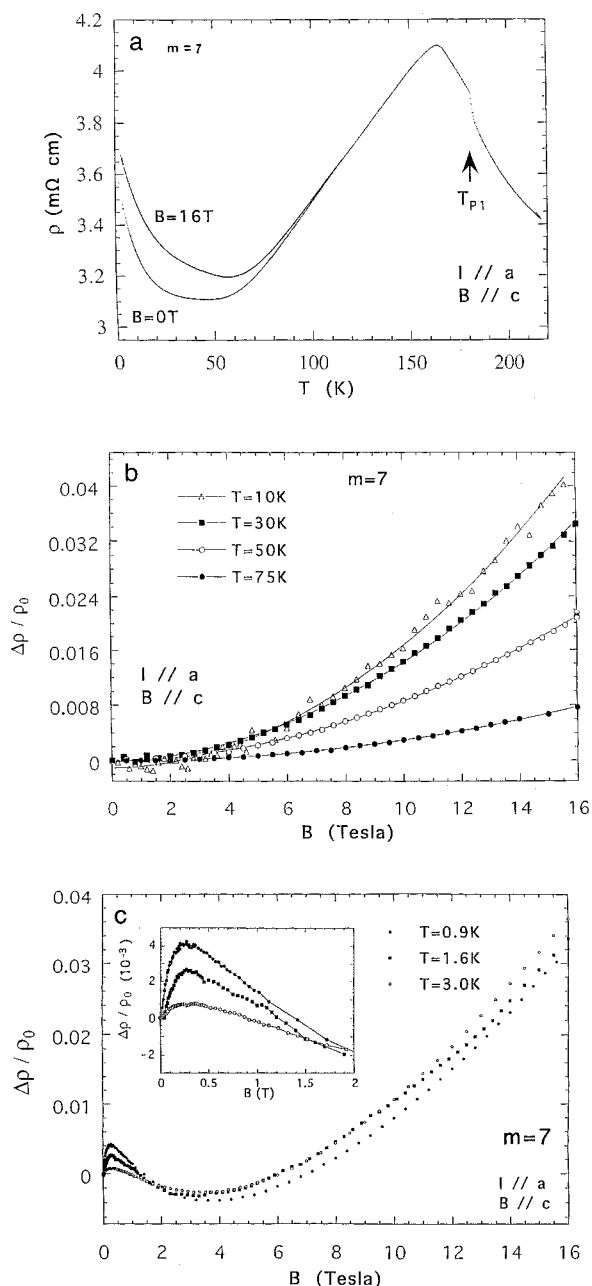 a
m=7
4.2
4
3.8
3.6
3.4
3.2
3
ρ (mΩ cm)
B=16T
B=0T
T_P1
I // a
B // c
0 50 100 150 200
T (K)
b
m=7
0.04
0.032
0.024
0.016
0.008
0
Δρ / ρ₀
T=10K
T=30K
T=50K
T=75K
I // a
B // c
0 2 4 6 8 10 12 14 16
B (Tesla)
c
0.04
0.03
0.02
0.01
0
Δρ / ρ₀
4
2
0
-2
Δρ / ρ₀ (10⁻³)
0 0.5 1 1.5 2
B (T)
T=0.9K
T=1.6K
T=3.0K
m=7
I // a
B // c
0 2 4 6 8 10 12 14 16
B (Tesla)